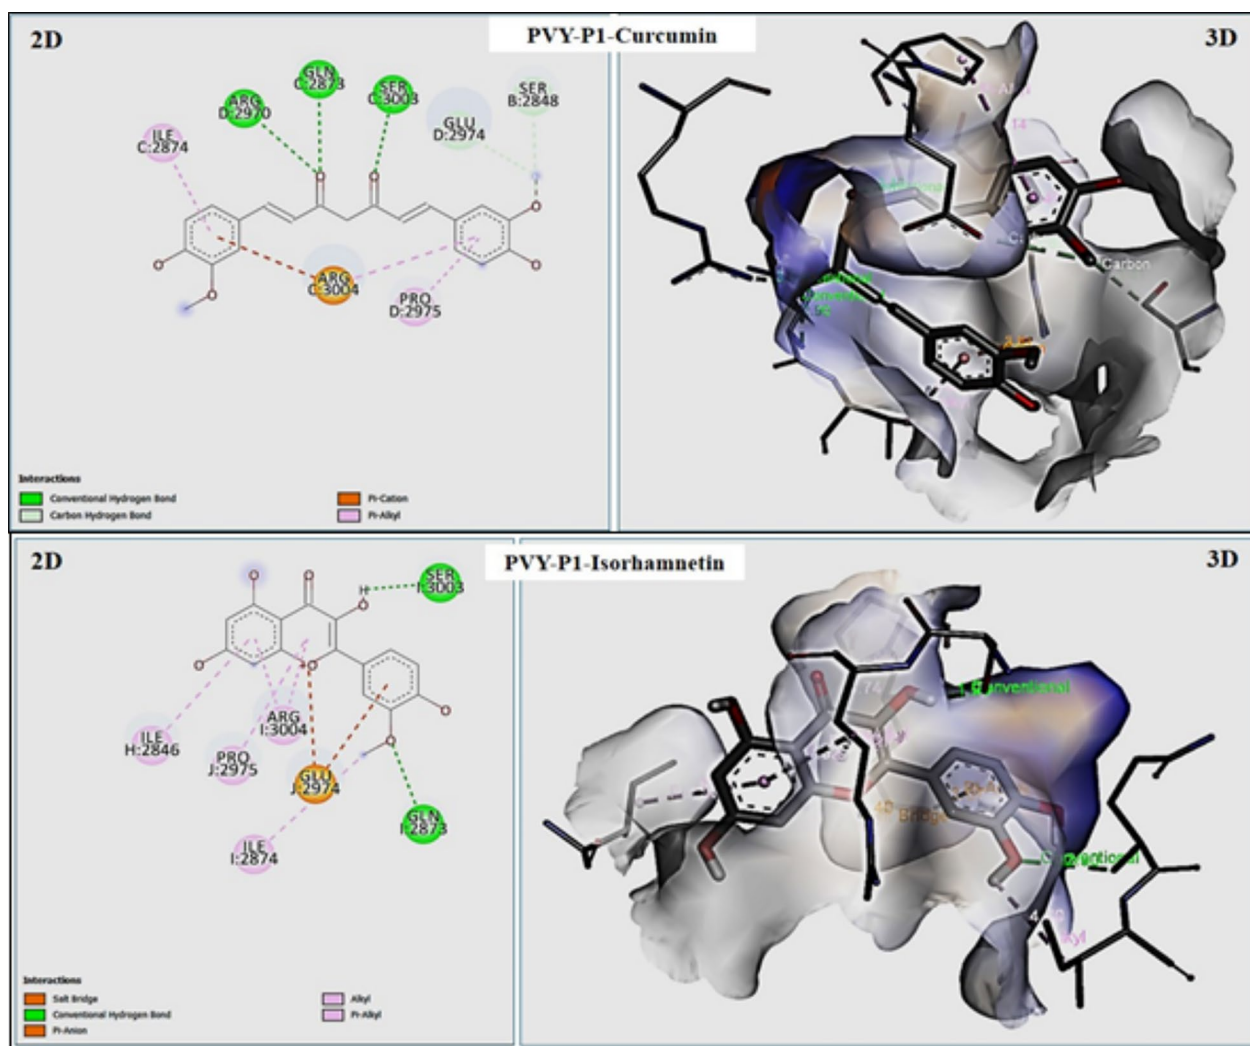 2D
PVY-P1-Curcumin
3D
ARG
D:2970
GLN
C:2873
SER
C:3003
SER
B:2848
GLU
D:2974
ILE
C:2874
ARG
C:3004
PRO
D:2975
O
O
O
O
O
O
Interactions
Conventional Hydrogen Bond
Carbon Hydrogen Bond
Pi-Cation
Pi-Alkyl
Carbon
2D
PVY-P1-Isorhamnetin
3D
SER
I:3003
H
O
O
O
O
O
O
O
ILE
H:2846
PRO
J:2975
ARG
I:3004
GLU
J:2974
GLN
I:2873
ILE
I:2874
Interactions
Salt Bridge
Conventional Hydrogen Bond
Pi-Anion
Alkyl
Pi-Alkyl
Conventional
Bridge